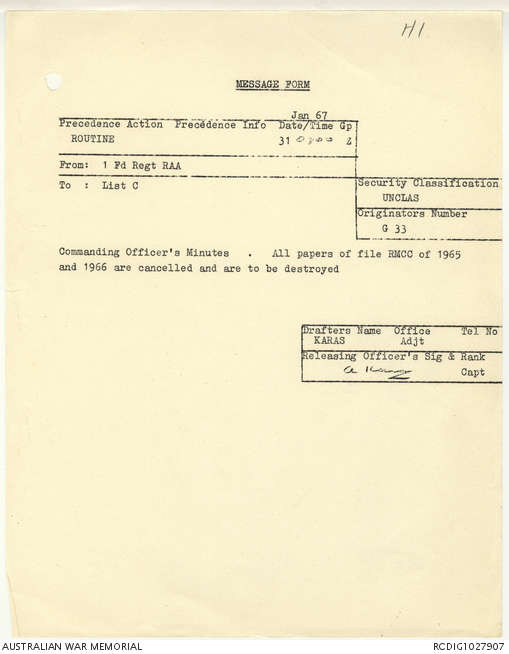 H1
MESSAGE FORM
Jan 67
Precedence Action Precedence Info Date/Time Gp
ROUTINE 31 0300 Z
From: 1 Fd Regt RAA
To : List C
Security Classification
UNCLAS
Originators Number
G 33
Commanding Officer's Minutes . All papers of file RMCC of 1965
and 1966 are cancelled and are to be destroyed
Drafters Name Office Tel No
KARAS Adjt
Releasing Officer's Sig & Rank
a Karas Capt
AUSTRALIAN WAR MEMORIAL RCDIG1027907